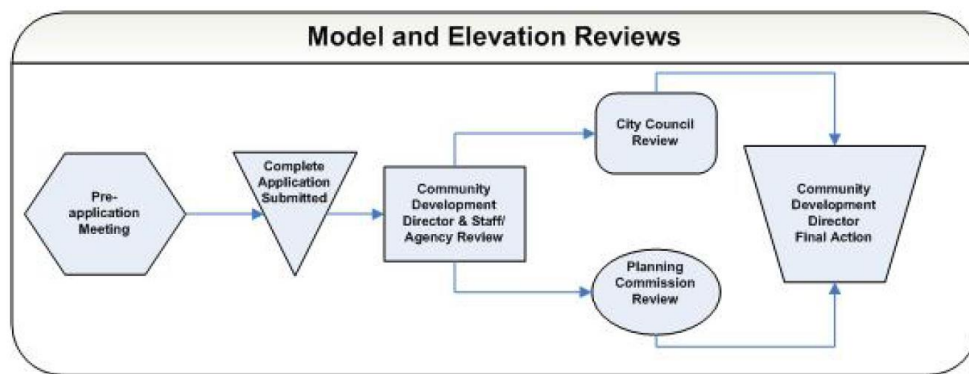 Model and Elevation Reviews
Pre-
application
Meeting
Complete
Application
Submitted
Community
Development
Director & Staff/
Agency Review
City Council
Review
Planning
Commission
Review
Community
Development
Director
Final Action